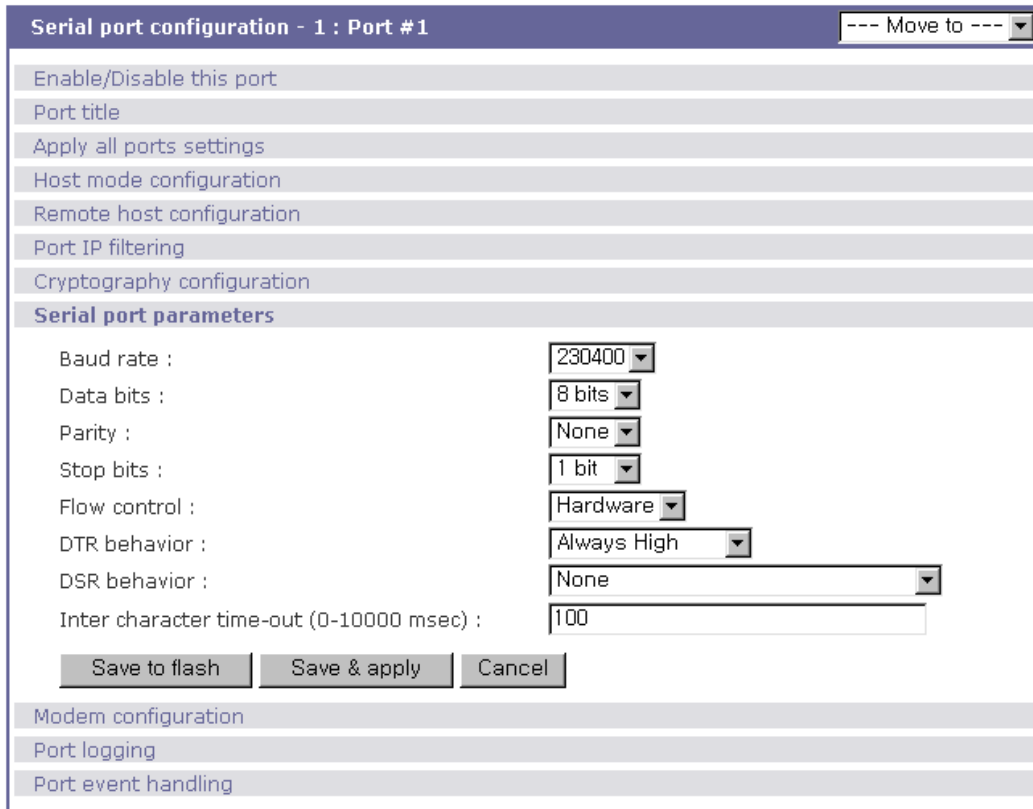 Serial port configuration - 1 : Port #1 --- Move to ---
Enable/Disable this port
Port title
Apply all ports settings
Host mode configuration
Remote host configuration
Port IP filtering
Cryptography configuration
Serial port parameters
Baud rate : 230400
Data bits : 8 bits
Parity : None
Stop bits : 1 bit
Flow control : Hardware
DTR behavior : Always High
DSR behavior : None
Inter character time-out (0-10000 msec) : 100
Save to flash Save & apply Cancel
Modem configuration
Port logging
Port event handling